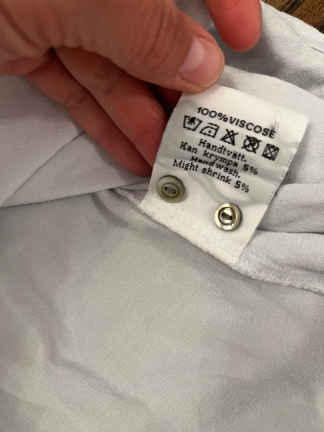 100% VISCOSE
Handtvätt.
Kan krympa 5%
Handwash.
Might shrink 5%